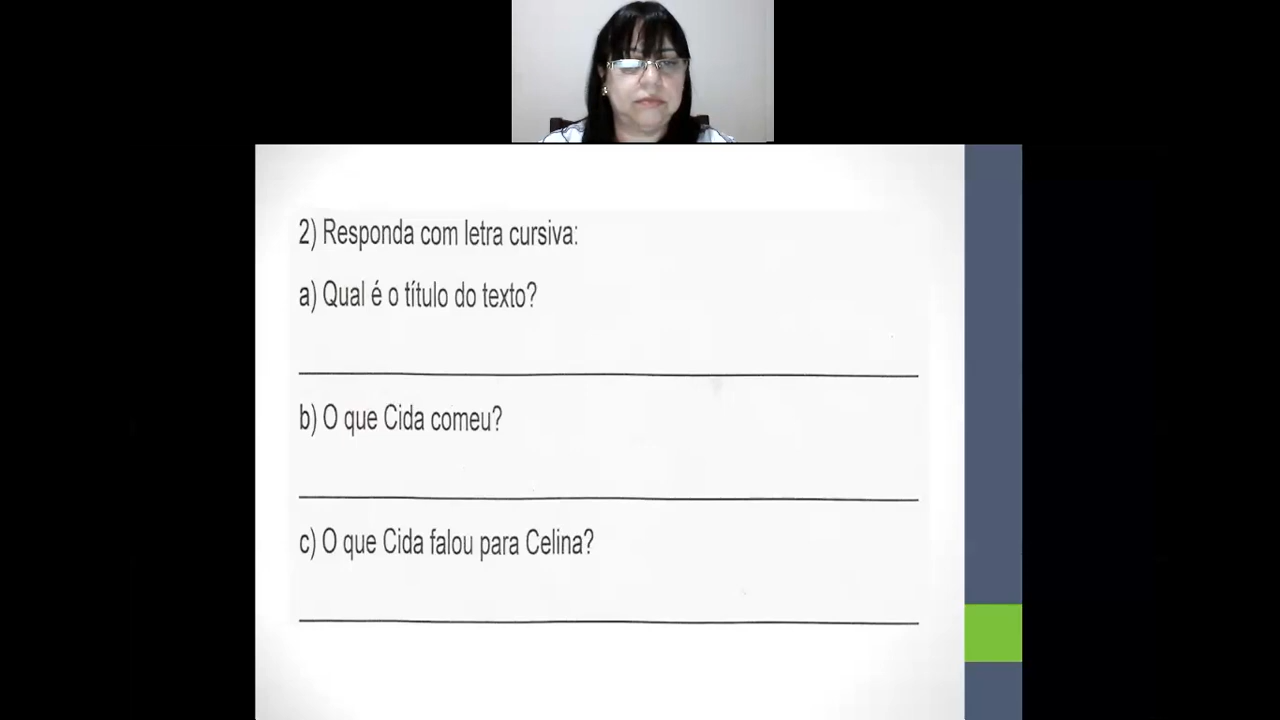 2) Responda com letra cursiva:
a) Qual é o título do texto?
b) O que Cida comeu?
c) O que Cida falou para Celina?